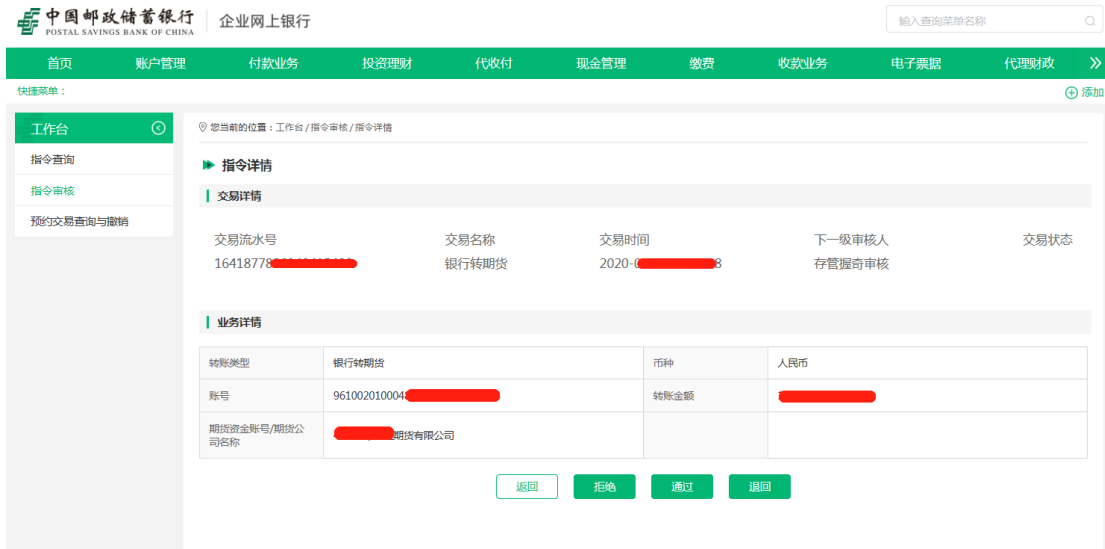 中国邮政储蓄银行
POSTAL SAVINGS BANK OF CHINA
企业网上银行
输入查询菜单名称
首页 账户管理 付款业务 投资理财 代收付 现金管理 缴费 收款业务 电子票据 代理财政
快捷菜单：
添加
工作台
指令查询
指令审核
预约交易查询与撤销
您当前的位置：工作台/指令审核/指令详情
指令详情
交易详情
交易流水号 交易名称 交易时间 下一级审核人 交易状态
16418778 银行转期货 2020- 8 存管握奇审核
业务详情
转账类型 银行转期货 币种 人民币
账号 961002010004 转账金额
期货资金账号/期货公
司名称
期货有限公司
返回 拒绝 通过 退回